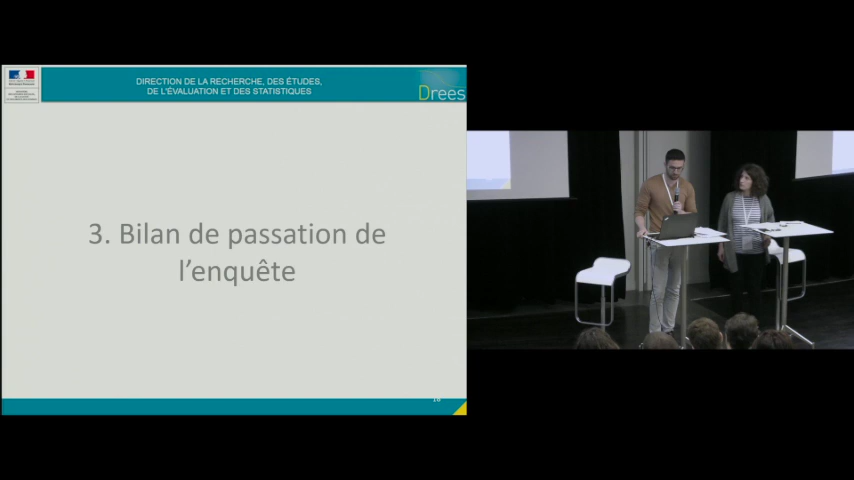 DIRECTION DE LA RECHERCHE, DES ÉTUDES,
DE L'ÉVALUATION ET DES STATISTIQUES
Drees
3. Bilan de passation de
l'enquête